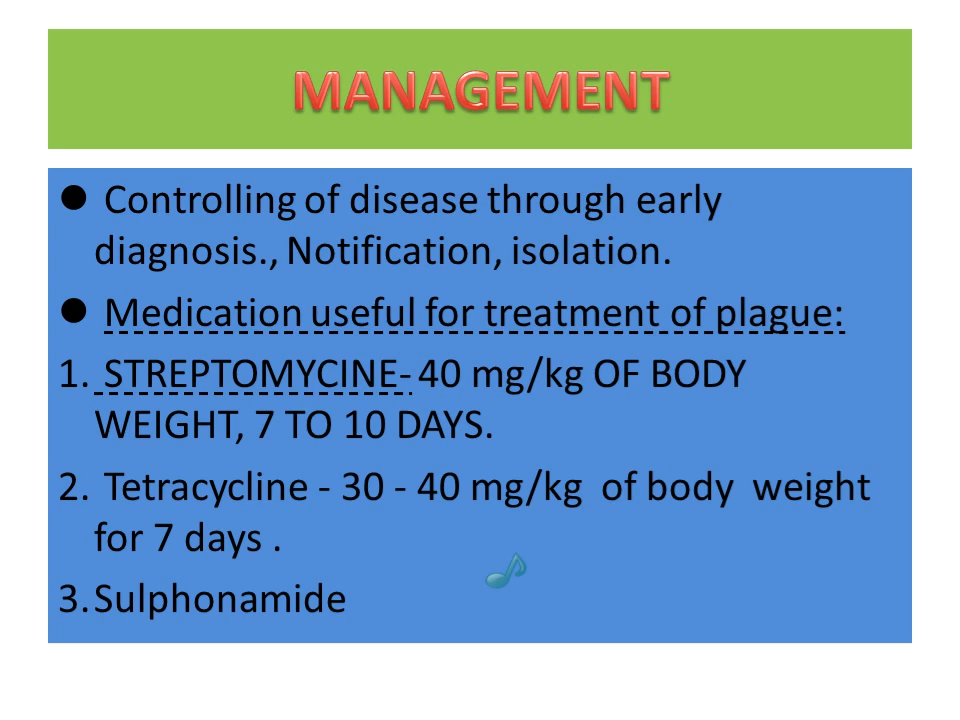 MANAGEMENT
● Controlling of disease through early
diagnosis., Notification, isolation.
● Medication useful for treatment of plague:
1. STREPTOMYCINE- 40 mg/kg OF BODY
WEIGHT, 7 TO 10 DAYS.
2. Tetracycline - 30 - 40 mg/kg of body weight
for 7 days .
3. Sulphonamide